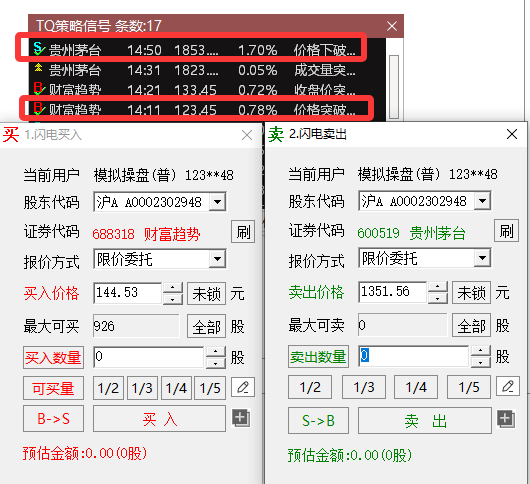 TQ策略信号 条数:17
S 贵州茅台 14:50 1853.... 1.70% 价格下破...
贵州茅台 14:31 1823.... 0.05% 成交量突...
B 财富趋势 14:21 133.45 0.72% 收盘价突...
B 财富趋势 14:11 123.45 0.78% 价格突破...
买 1.闪电买入
当前用户 模拟操盘(普) 123**48
股东代码 沪A A0002302948
证券代码 688318 财富趋势 刷
报价方式 限价委托
买入价格 144.53 未锁 元
最大可买 926 全部 股
买入数量 0 股
可买量 1/2 1/3 1/4 1/5
B->S 买 入
预估金额:0.00(0股)
卖 2.闪电卖出
当前用户 模拟操盘(普) 123**48
股东代码 沪A A0002302948
证券代码 600519 贵州茅台 刷
报价方式 限价委托
卖出价格 1351.56 未锁 元
最大可卖 0 全部 股
卖出数量 0 股
1/2 1/3 1/4 1/5
S->B 卖 出
预估金额:0.00(0股)